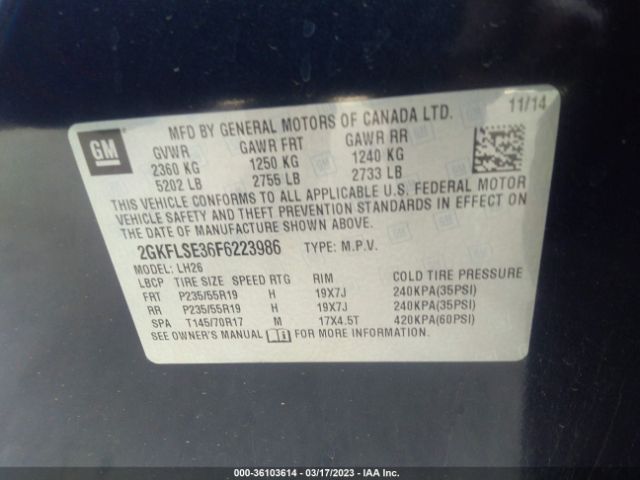 11/14
MFD BY GENERAL MOTORS OF CANADA LTD.
GM
GVWR GAWR FRT GAWR RR
2360 KG 1250 KG 1240 KG
5202 LB 2755 LB 2733 LB
THIS VEHICLE CONFORMS TO ALL APPLICABLE U.S. FEDERAL MOTOR
VEHICLE SAFETY AND THEFT PREVENTION STANDARDS IN EFFECT ON
THE DATE OF MANUFACTURE SHOWN ABOVE.
2GKFLSE36F6223986 TYPE: M.P.V.
MODEL: LH26
LBCP TIRE SIZE SPEED RTG RIM COLD TIRE PRESSURE
FRT P235/55R19 H 19X7J 240KPA(35PSI)
RR P235/55R19 H 19X7J 240KPA(35PSI)
SPA T145/70R17 M 17X4.5T 420KPA(60PSI)
SEE OWNER'S MANUAL FOR MORE INFORMATION.
000-36103614 - 03/17/2023 - IAA Inc.